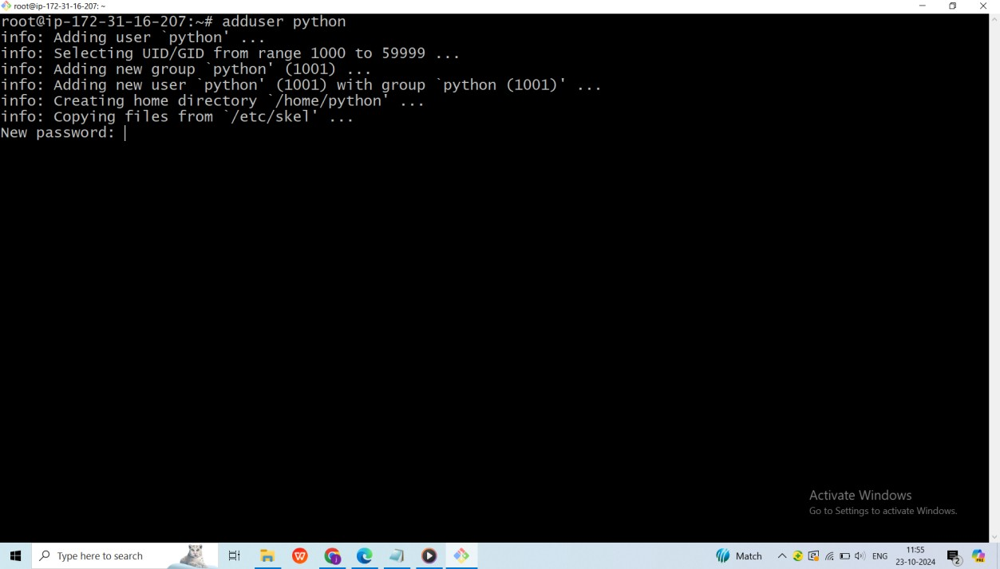 root@ip-172-31-16-207: ~
root@ip-172-31-16-207:~# adduser python
info: Adding user `python' ...
info: Selecting UID/GID from range 1000 to 59999 ...
info: Adding new group `python' (1001) ...
info: Adding new user `python' (1001) with group `python (1001)' ...
info: Creating home directory `/home/python' ...
info: Copying files from `/etc/skel' ...
New password:
Activate Windows
Go to Settings to activate Windows.
Type here to search
Match
ENG
11:55
23-10-2024
2
PRE